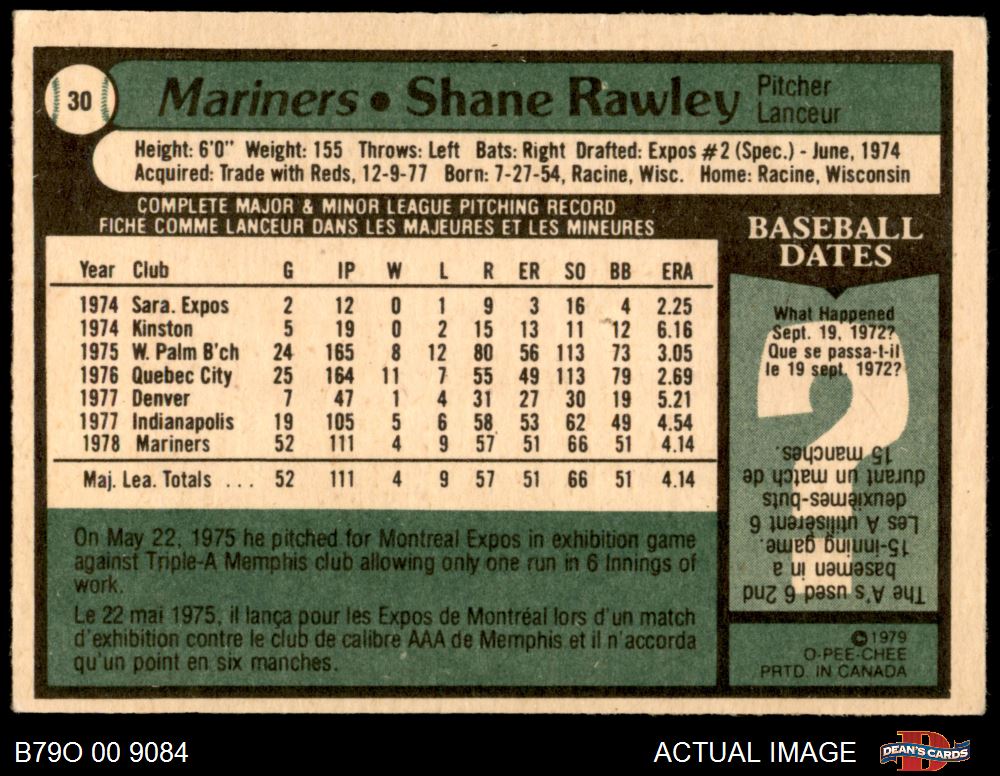 30
Mariners • Shane Rawley
Pitcher
Lanceur
Height: 6'0" Weight: 155 Throws: Left Bats: Right Drafted: Expos #2 (Spec.) - June, 1974
Acquired: Trade with Reds, 12-9-77 Born: 7-27-54, Racine, Wisc. Home: Racine, Wisconsin
COMPLETE MAJOR & MINOR LEAGUE PITCHING RECORD
FICHE COMME LANCEUR DANS LES MAJEURES ET LES MINEURES
Year Club G IP W L R ER SO BB ERA
1974 Sara. Expos 2 12 0 1 9 3 16 4 2.25
1974 Kinston 5 19 0 2 15 13 11 12 6.16
1975 W. Palm B'ch 24 165 8 12 80 56 113 73 3.05
1976 Quebec City 25 164 11 7 55 49 113 79 2.69
1977 Denver 7 47 1 4 31 27 30 19 5.21
1977 Indianapolis 19 105 5 6 58 53 62 49 4.54
1978 Mariners 52 111 4 9 57 51 66 51 4.14
Maj. Lea. Totals ... 52 111 4 9 57 51 66 51 4.14
On May 22, 1975 he pitched for Montreal Expos in exhibition game
against Triple-A Memphis club allowing only one run in 6 Innings of
work.
Le 22 mai 1975, il lança pour les Expos de Montréal lors d'un match
d'exhibition contre le club de calibre AAA de Memphis et il n'accorda
qu'un point en six manches.
BASEBALL
DATES
What Happened
Sept. 19, 1972?
Que se passa-t-il
le 19 sept. 1972?
The A's used 6 2nd
basemen in a
15-inning game.
Les A utilisèrent 6
deuxièmes-buts
durant un match de
15 manches.
©1979
O-PEE-CHEE
PRTD. IN CANADA
B79O 00 9084
ACTUAL IMAGE
DEAN'S CARDS